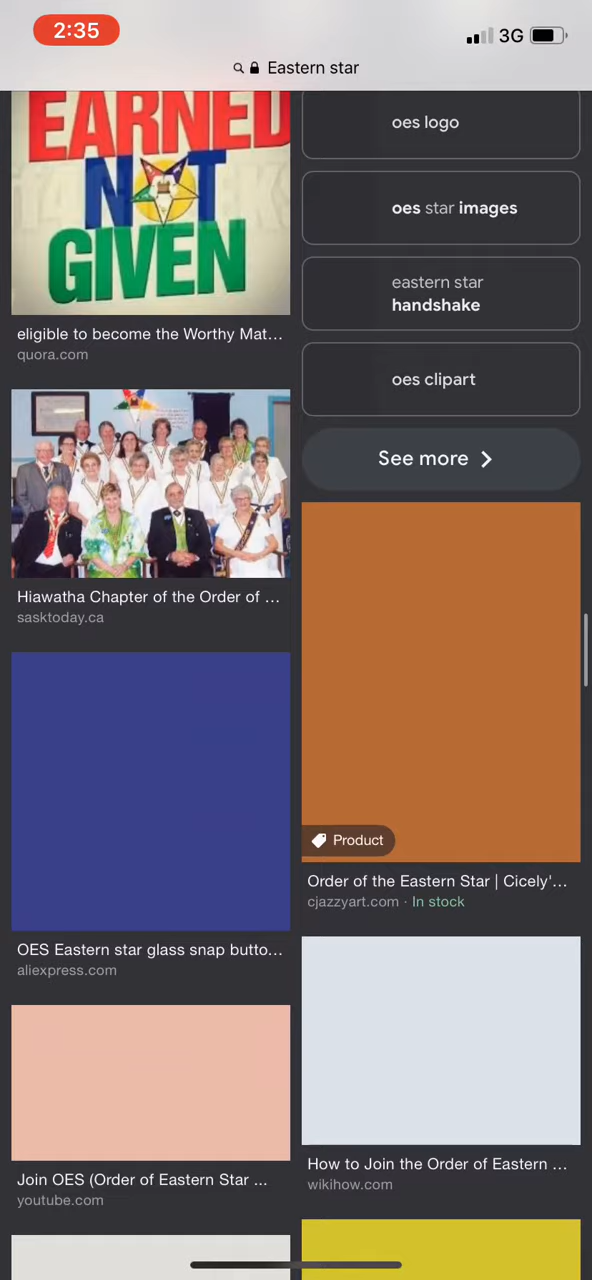 2:35
3G
Eastern star
EARNED
NOT
GIVEN
eligible to become the Worthy Mat...
quora.com
Hiawatha Chapter of the Order of ...
sasktoday.ca
OES Eastern star glass snap butto...
aliexpress.com
Join OES (Order of Eastern Star ...
youtube.com
oes logo
oes star images
eastern star
handshake
oes clipart
See more
Product
Order of the Eastern Star | Cicely'...
cjazzyart.com · In stock
How to Join the Order of Eastern ...
wikihow.com